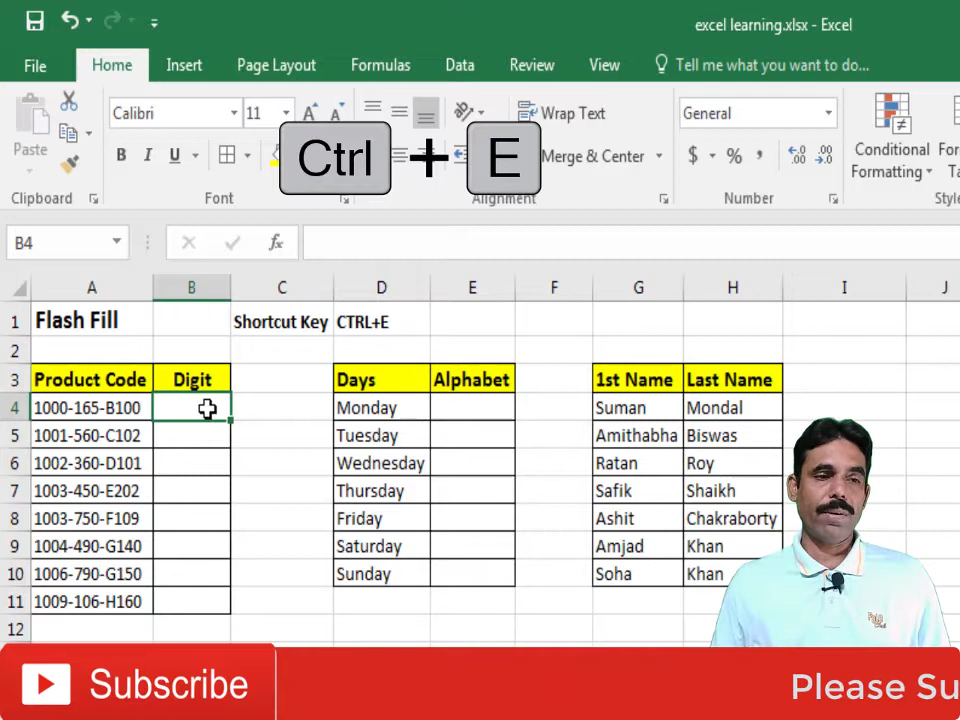 excel learning.xlsx - Excel
File Home Insert Page Layout Formulas Data Review View Tell me what you want to do...
Calibri 11 Wrap Text General
Paste B I U Merge & Center $ % , Conditional Formatting
Ctrl + E
Clipboard Font Alignment Number
B4 fx
A B C D E F G H I J
1 Flash Fill Shortcut Key CTRL+E
2
3 Product Code Digit Days Alphabet 1st Name Last Name
4 1000-165-B100 Monday Suman Mondal
5 1001-560-C102 Tuesday Amithabha Biswas
6 1002-360-D101 Wednesday Ratan Roy
7 1003-450-E202 Thursday Safik Shaikh
8 1003-750-F109 Friday Ashit Chakraborty
9 1004-490-G140 Saturday Amjad Khan
10 1006-790-G150 Sunday Soha Khan
11 1009-106-H160
12
Subscribe Please Su